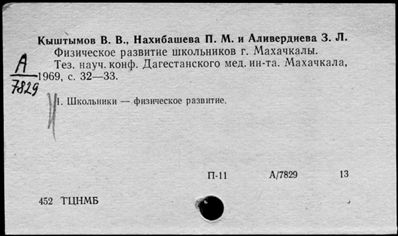 Кыштымов В. В., Нахибашева П. М. и Аливердиева З. Л.
Физическое развитие школьников г. Махачкалы.
Тез. науч. конф. Дагестанского мед. ин-та. Махачкала,
1969, с. 32—33.
А
7829
1. Школьники — физическое развитие.
П-11 А/7829 13
452 ТЦНМБ